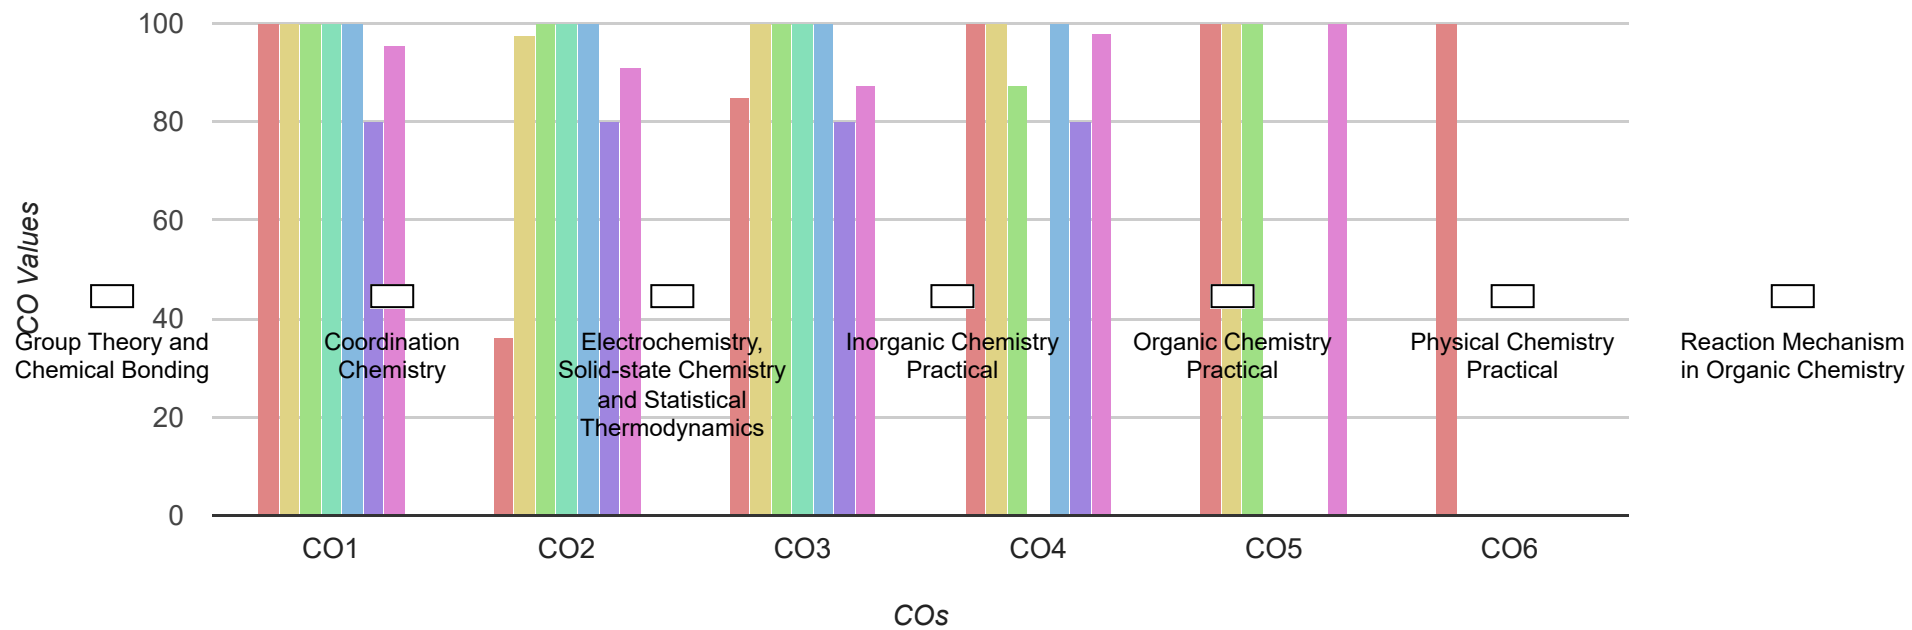 100
80
60
40
20
0
CO Values
Group Theory and
Chemical Bonding
Coordination
Chemistry
Electrochemistry,
Solid-state Chemistry
and Statistical
Thermodynamics
Inorganic Chemistry
Practical
Organic Chemistry
Practical
Physical Chemistry
Practical
Reaction Mechanism
in Organic Chemistry
CO1
CO2
CO3
CO4
CO5
CO6
COs